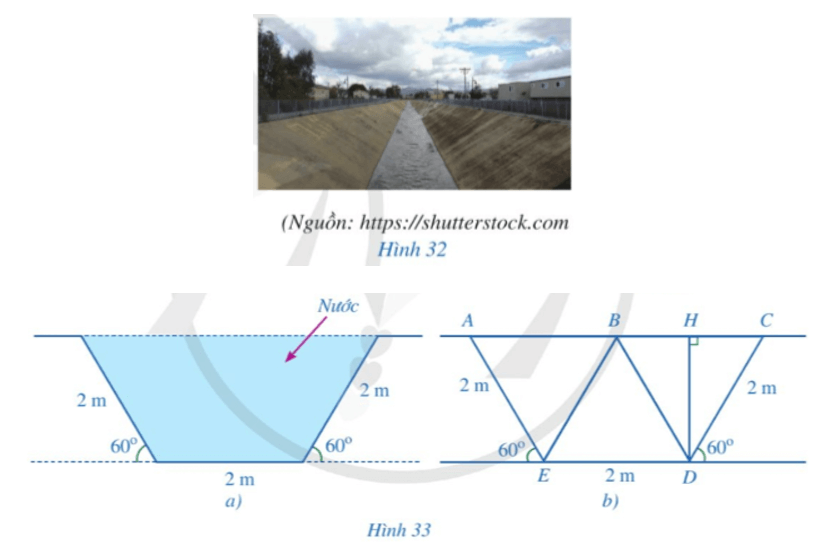 (Nguồn: https://shutterstock.com
Hình 32
Nước
2 m
2 m
60°
60°
2 m
a)
A
B
H
C
2 m
2 m
60°
60°
E
2 m
D
b)
Hình 33